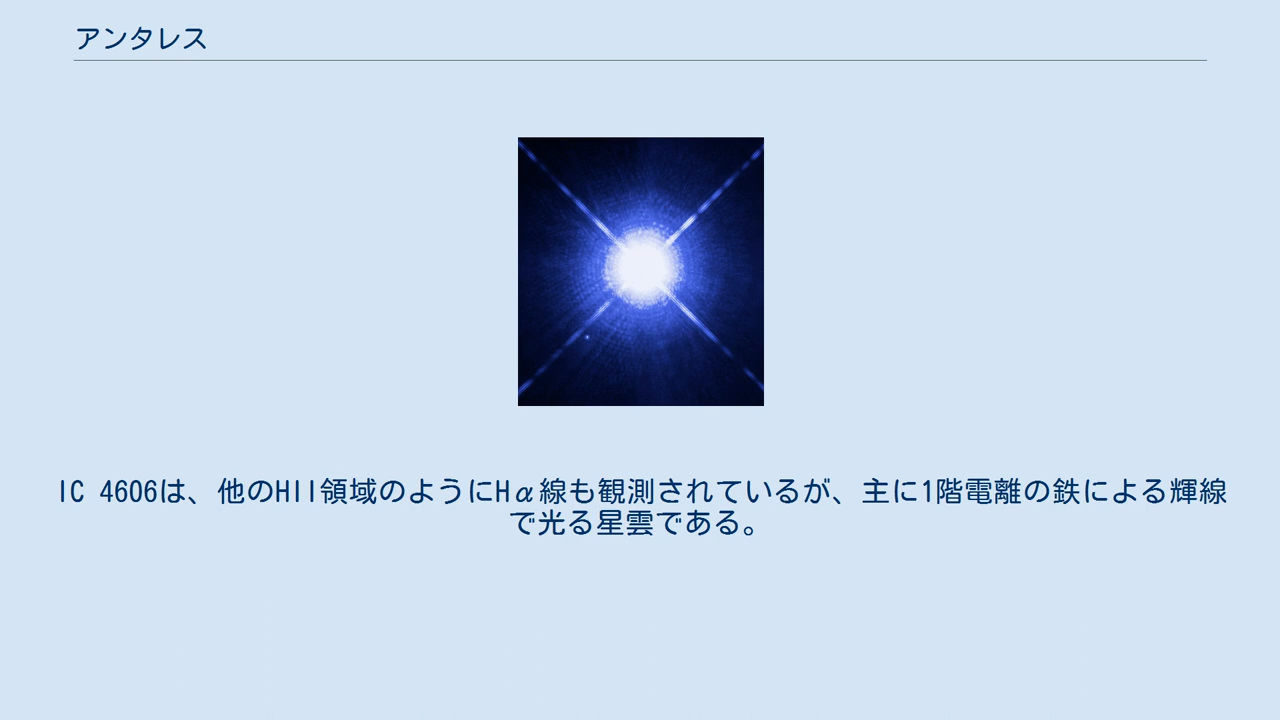 アンタレス
IC 4606は、他のHII領域のようにHα線も観測されているが、主に1階電離の鉄による輝線
で光る星雲である。